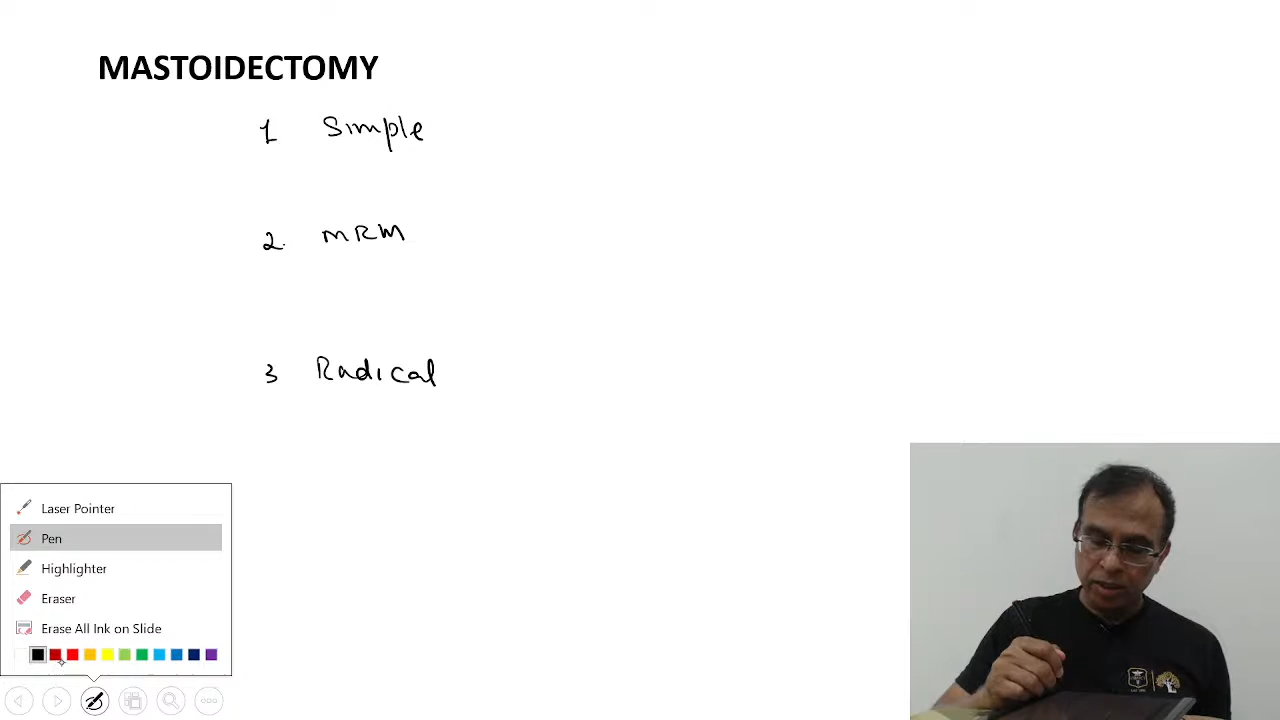 MASTOIDECTOMY
1 Simple
2. MRM
3 Radical
Laser Pointer
Pen
Highlighter
Eraser
Erase All Ink on Slide